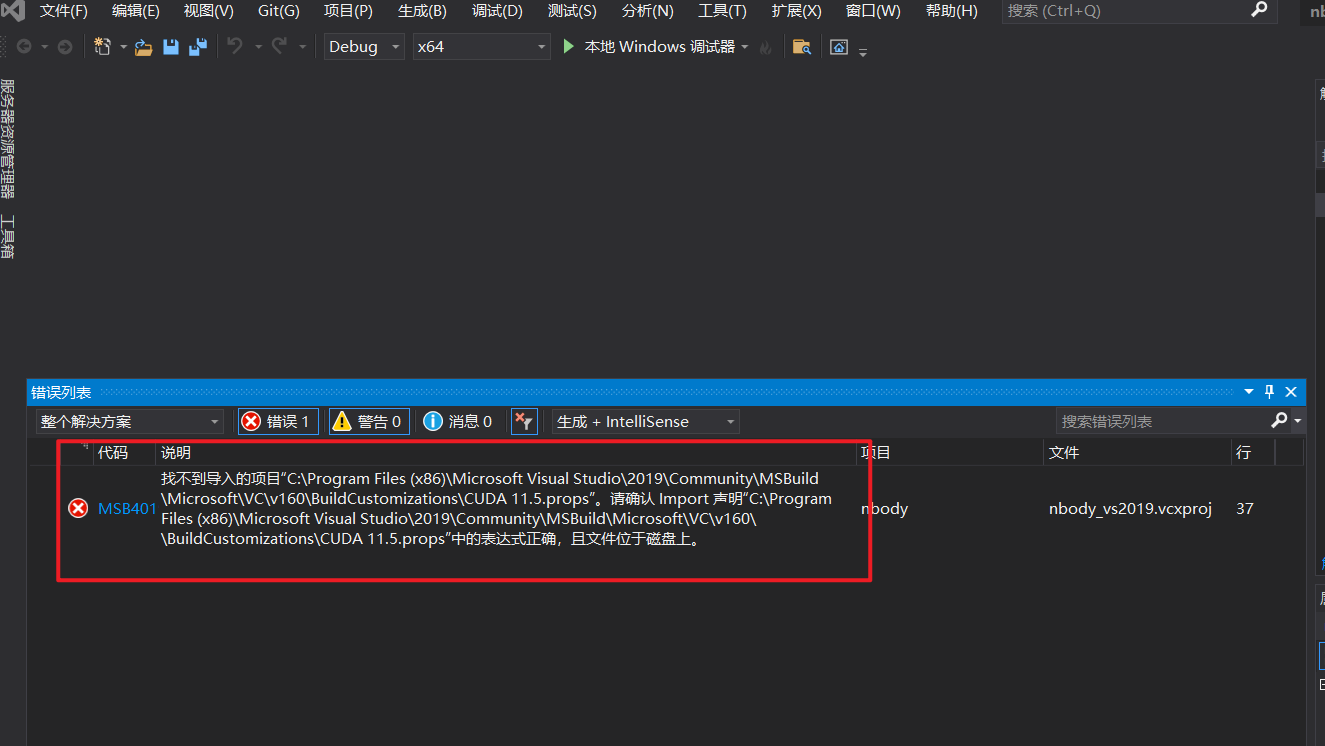 文件(F) 编辑(E) 视图(V) Git(G) 项目(P) 生成(B) 调试(D) 测试(S) 分析(N) 工具(T) 扩展(X) 窗口(W) 帮助(H) 搜索 (Ctrl+Q) nb
Debug x64 本地 Windows 调试器
服务器资源管理器
工具箱
错误列表
整个解决方案 错误 1 警告 0 消息 0 生成 + IntelliSense 搜索错误列表
代码 说明 项目 文件 行
MSB401
找不到导入的项目“C:\Program Files (x86)\Microsoft Visual Studio\2019\Community\MSBuild
\Microsoft\VC\v160\BuildCustomizations\CUDA 11.5.props”。请确认 Import 声明“C:\Program
Files (x86)\Microsoft Visual Studio\2019\Community\MSBuild\Microsoft\VC\v160\
\BuildCustomizations\CUDA 11.5.props”中的表达式正确，且文件位于磁盘上。
nbody nbody_vs2019.vcxproj 37